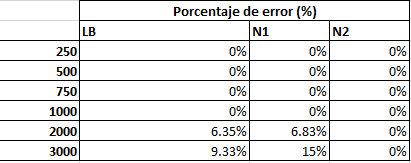 Porcentaje de error (%)
LB N1 N2
250 0% 0% 0%
500 0% 0% 0%
750 0% 0% 0%
1000 0% 0% 0%
2000 6.35% 6.83% 0%
3000 9.33% 15% 0%